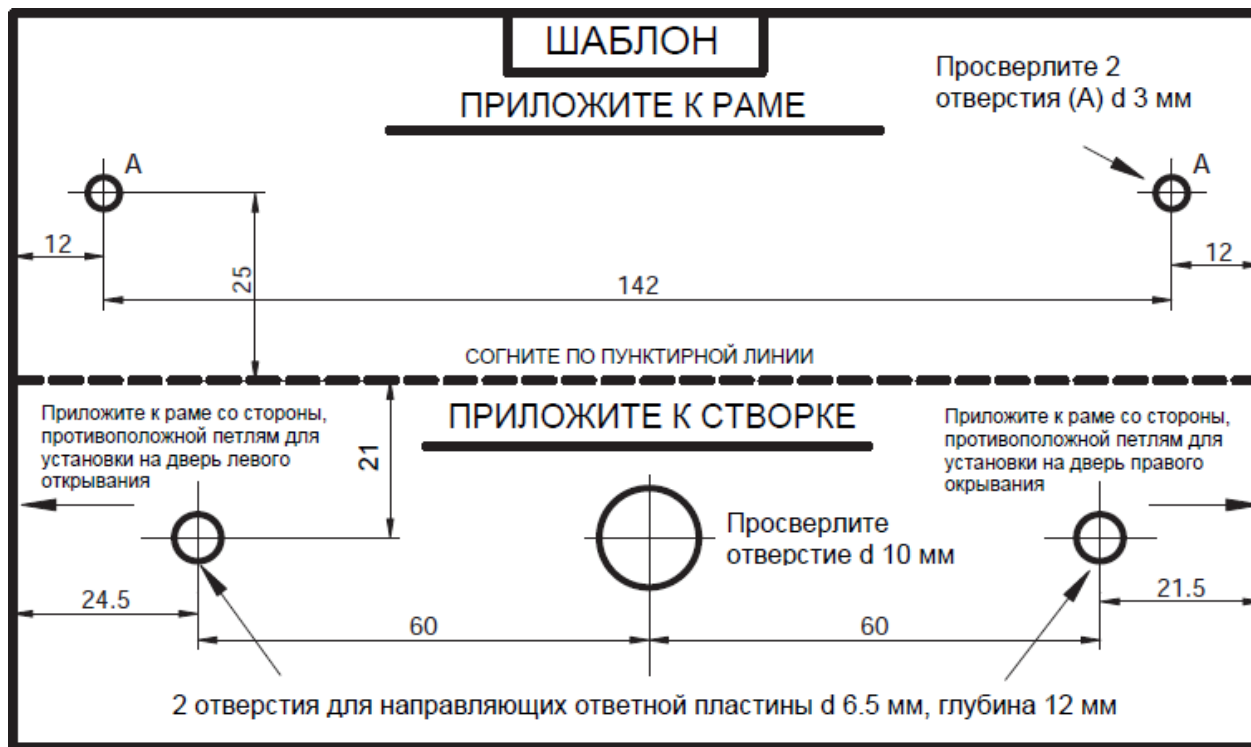 ШАБЛОН
ПРИЛОЖИТЕ К РАМЕ
Просверлите 2
отверстия (А) d 3 мм
А
А
12
25
142
12
СОГНИТЕ ПО ПУНКТИРНОЙ ЛИНИИ
ПРИЛОЖИТЕ К СТВОРКЕ
Приложите к раме со стороны,
противоположной петлям для
установки на дверь левого
открывания
21
Приложите к раме со стороны,
противоположной петлям для
установки на дверь правого
окрывания
Просверлите
отверстие d 10 мм
24.5
60
60
21.5
2 отверстия для направляющих ответной пластины d 6.5 мм, глубина 12 мм